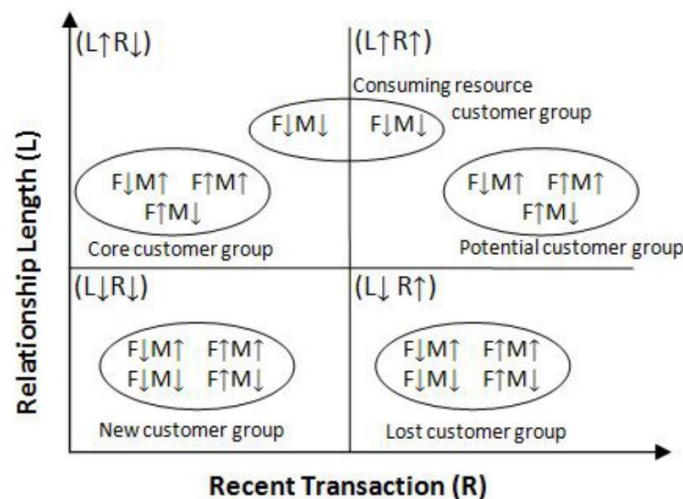 (L↑R↓)
(L↑R↑)
Consuming resource
customer group
F↓M↓ F↓M↓
F↓M↑ F↑M↑
F↑M↓
Core customer group
F↓M↑ F↑M↑
F↑M↓
Potential customer group
(L↓R↓)
(L↓ R↑)
F↓M↑ F↑M↑
F↓M↓ F↑M↓
New customer group
F↓M↑ F↑M↑
F↓M↓ F↑M↓
Lost customer group
Relationship Length (L)
Recent Transaction (R)